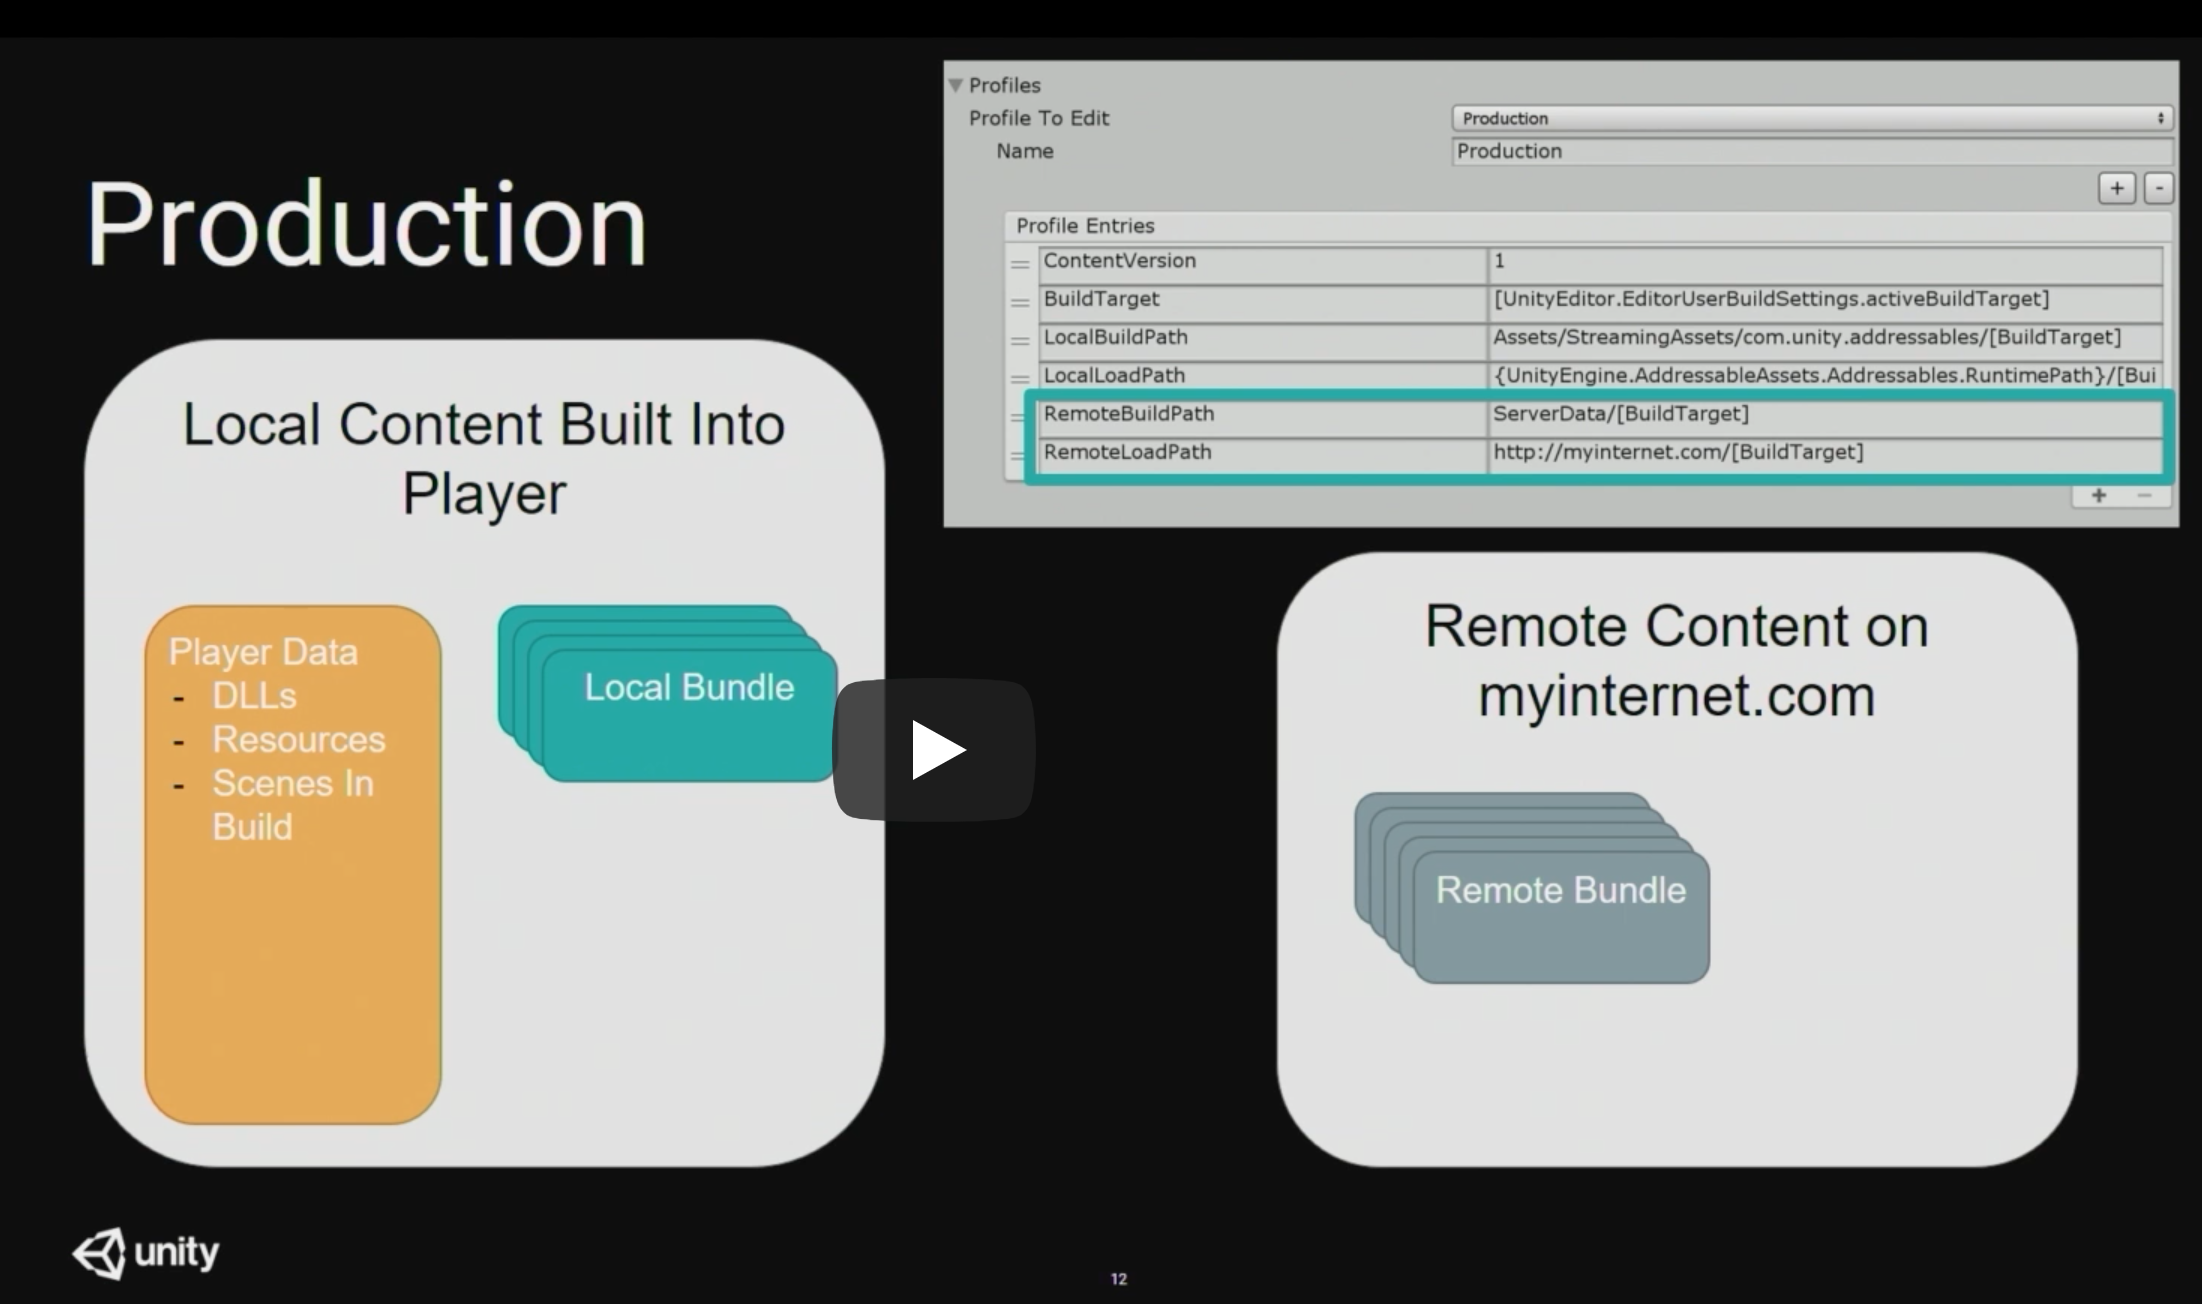 Production
Profiles
Profile To Edit
Production
Name
Production
+
-
Profile Entries
ContentVersion
1
BuildTarget
[UnityEditor.EditorUserBuildSettings.activeBuildTarget]
LocalBuildPath
Assets/StreamingAssets/com.unity.addressables/[BuildTarget]
LocalLoadPath
{UnityEngine.AddressableAssets.Addressables.RuntimePath}/[Bui
RemoteBuildPath
ServerData/[BuildTarget]
RemoteLoadPath
http://myinternet.com/[BuildTarget]
+ -
Local Content Built Into
Player
Player Data
- DLLs
- Resources
- Scenes In
Build
Local Bundle
Remote Content on
myinternet.com
Remote Bundle
unity
12